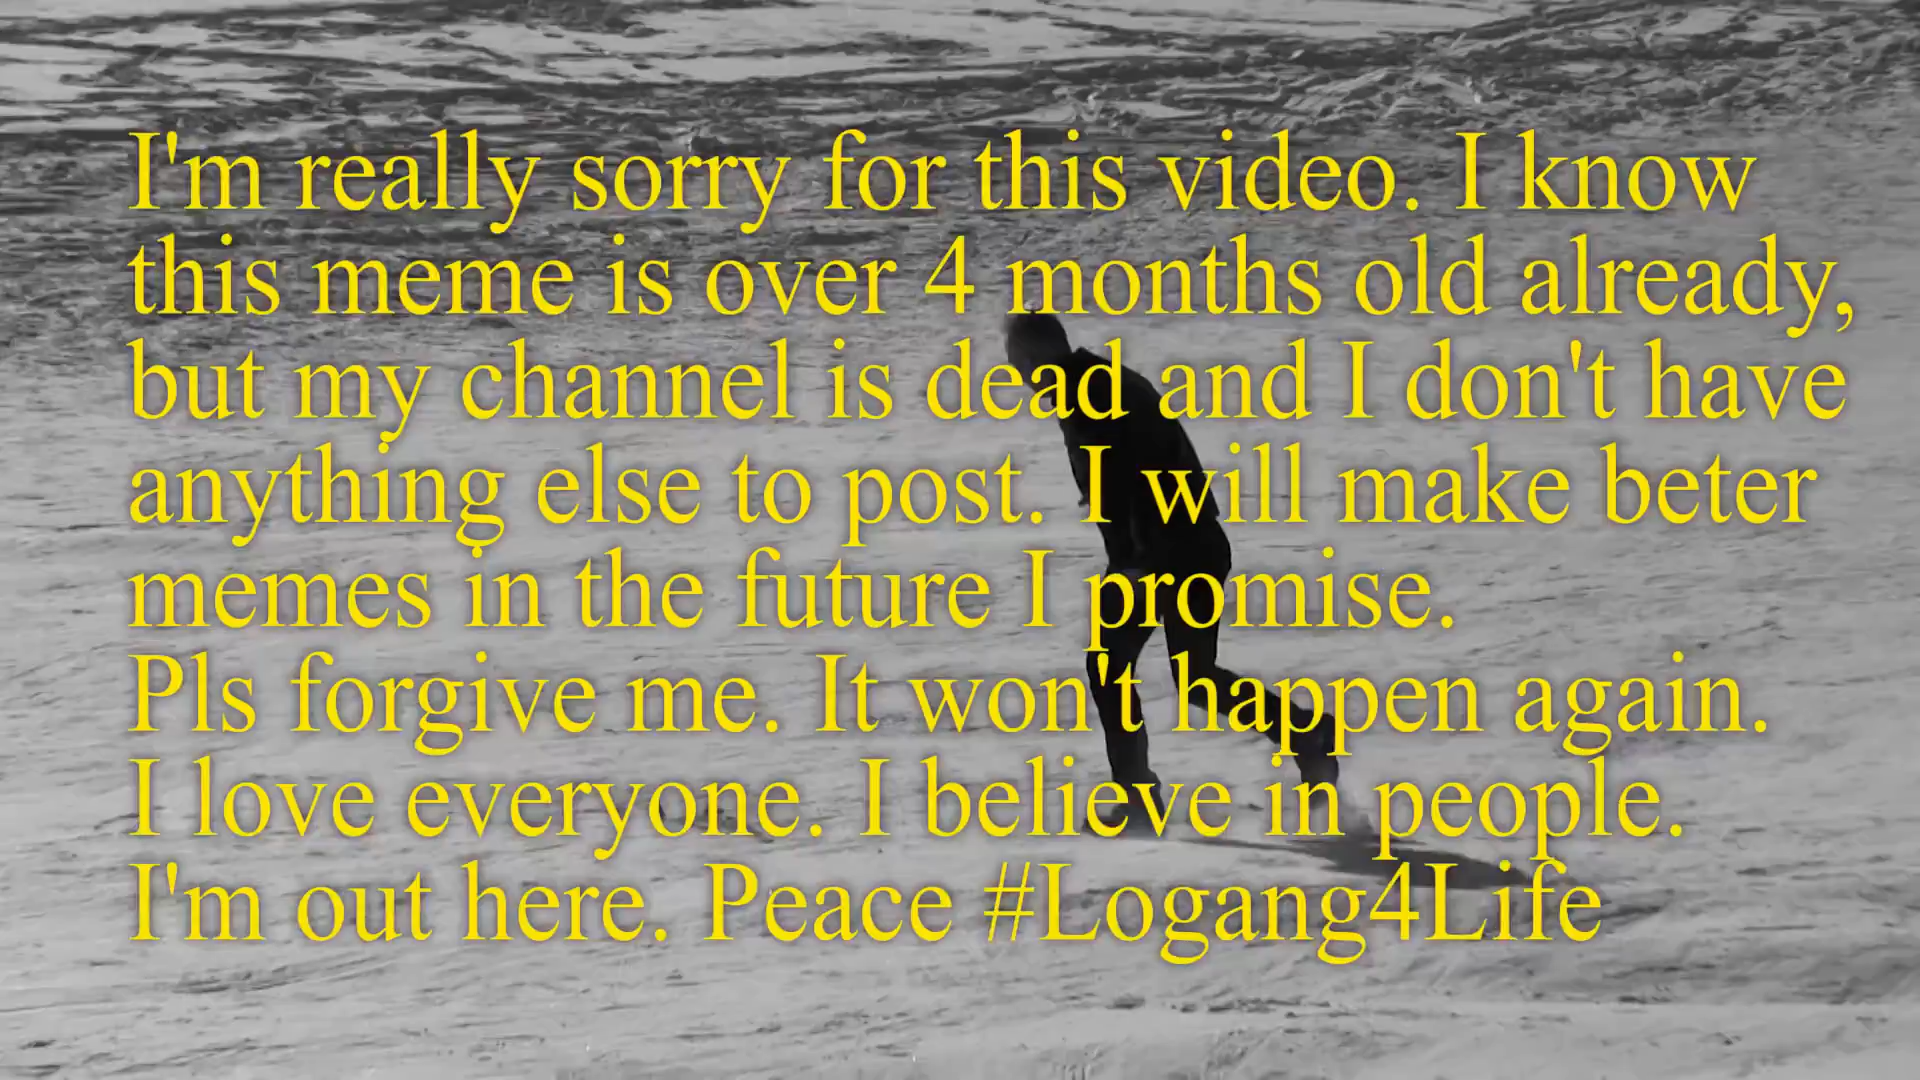 I'm really sorry for this video. I know
this meme is over 4 months old already,
but my channel is dead and I don't have
anything else to post. I will make beter
memes in the future I promise.
Pls forgive me. It won't happen again.
I love everyone. I believe in people.
I'm out here. Peace #Logang4Life